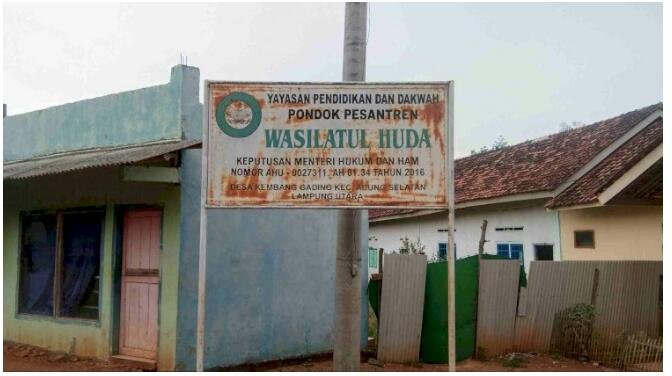 YAYASAN PENDIDIKAN DAN DAKWAH
PONDOK PESANTREN
WASILATUL HUDA
KEPUTUSAN MENTERI HUKUM DAN HAM
NOMOR AHU - 0027311. AH 01.34 TAHUN 2016
DESA KEMBANG GADING KEC. ABUNG SELATAN
LAMPUNG UTARA